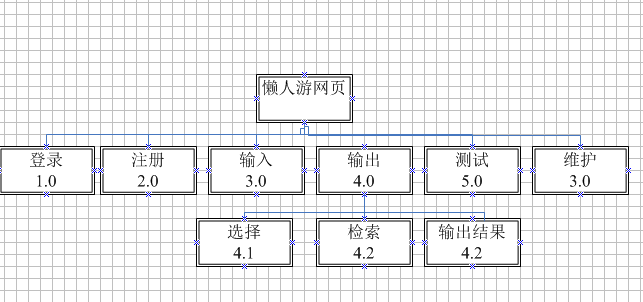 懒人游网页
登录
1.0
注册
2.0
输入
3.0
输出
4.0
测试
5.0
维护
3.0
选择
4.1
检索
4.2
输出结果
4.2